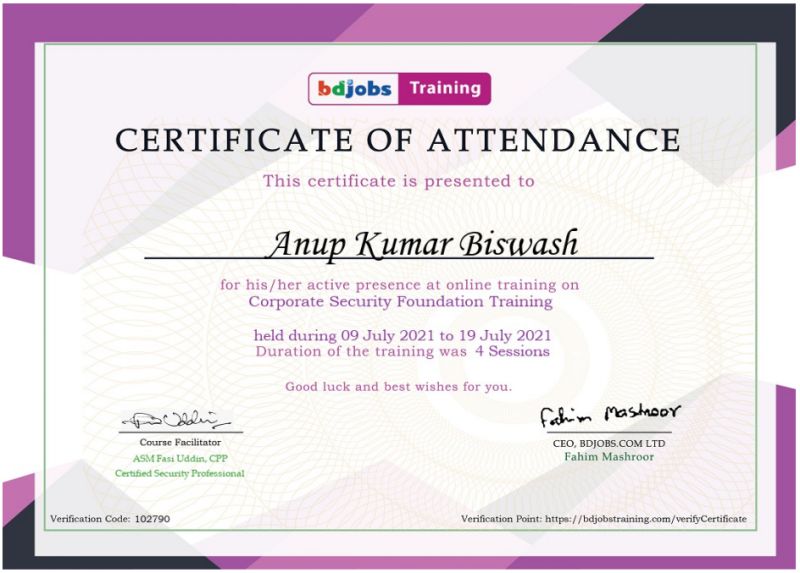 bdjobs Training
CERTIFICATE OF ATTENDANCE
This certificate is presented to
Anup Kumar Biswash
for his/her active presence at online training on
Corporate Security Foundation Training
held during 09 July 2021 to 19 July 2021
Duration of the training was 4 Sessions
Good luck and best wishes for you.
Fasi Uddin
Course Facilitator
ASM Fasi Uddin, CPP
Certified Security Professional
Fahim Mashroor
CEO, BDJOBS.COM LTD
Fahim Mashroor
Verification Code: 102790
Verification Point: https://bdjobstraining.com/verifyCertificate